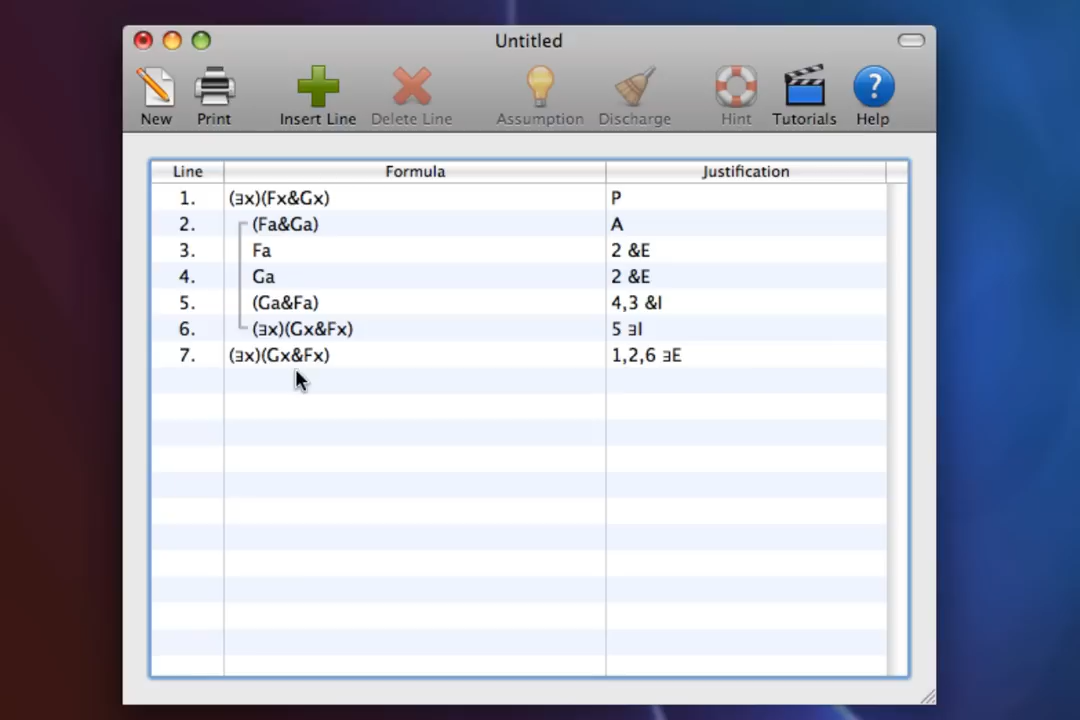 Untitled
New Print Insert Line Delete Line Assumption Discharge Hint Tutorials Help
Line Formula Justification
1. (∃x)(Fx&Gx) P
2. (Fa&Ga) A
3. Fa 2 &E
4. Ga 2 &E
5. (Ga&Fa) 4,3 &I
6. (∃x)(Gx&Fx) 5 ∃I
7. (∃x)(Gx&Fx) 1,2,6 ∃E